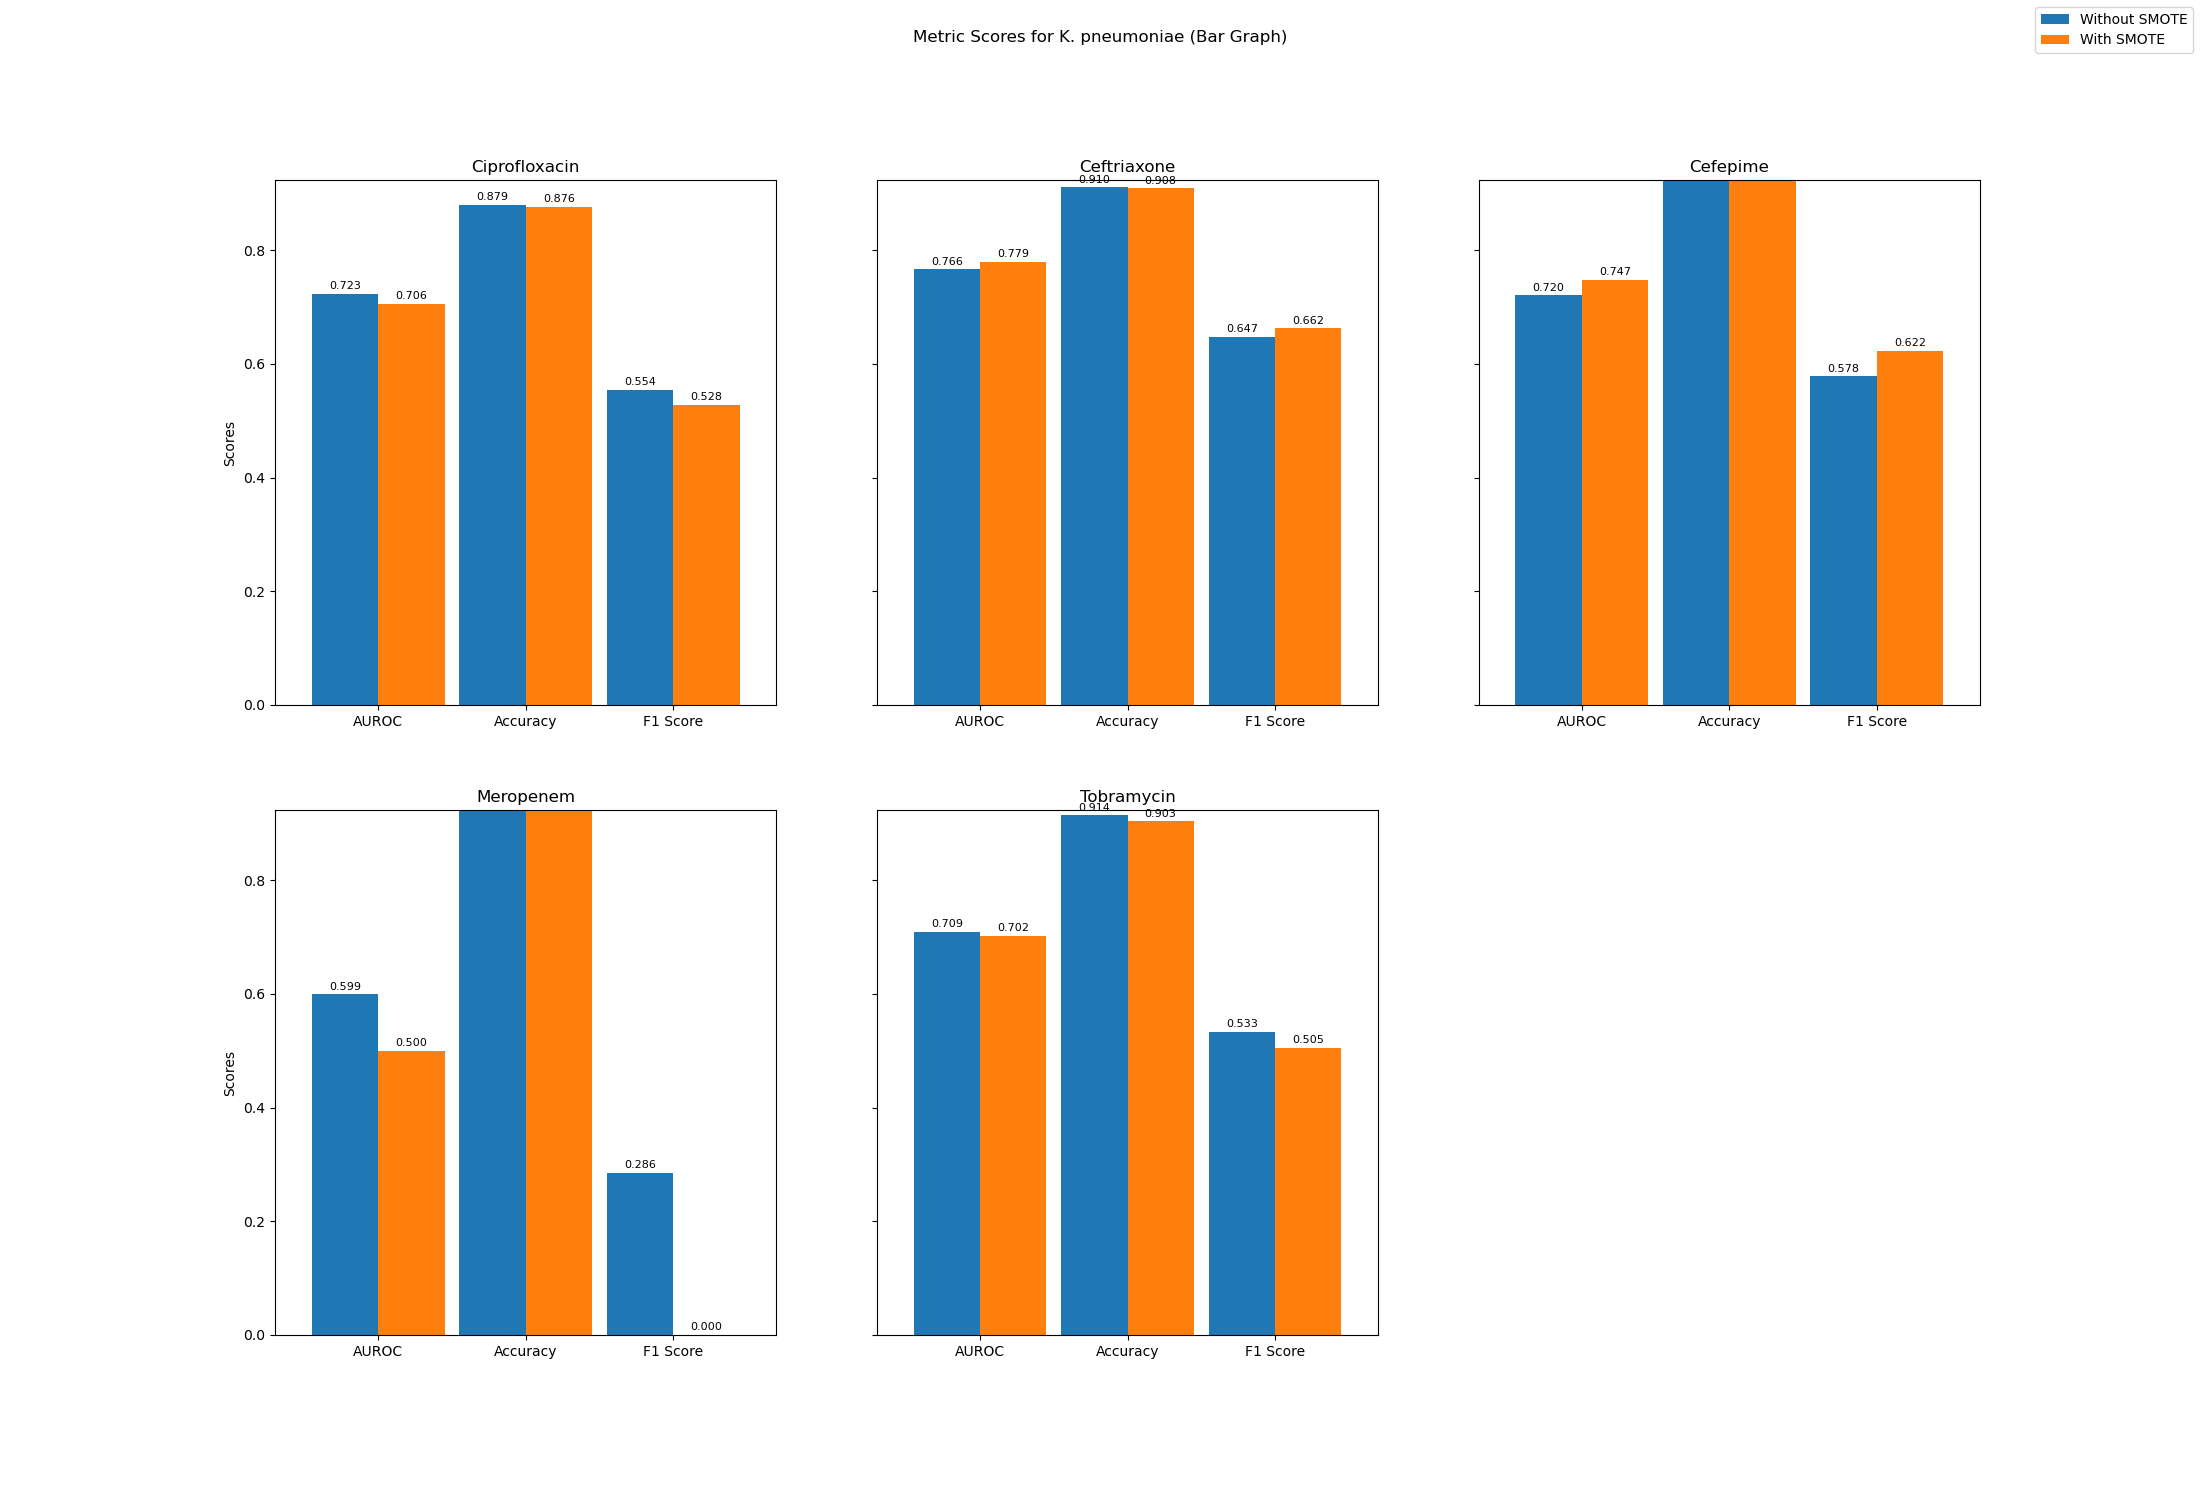 Metric Scores for K. pneumoniae (Bar Graph)
Without SMOTE
With SMOTE
Ciprofloxacin
Scores
0.8
0.6
0.4
0.2
0.0
0.723
0.706
0.879
0.876
0.554
0.528
AUROC
Accuracy
F1 Score
Ceftriaxone
0.766
0.779
0.910
0.908
0.647
0.662
AUROC
Accuracy
F1 Score
Cefepime
0.720
0.747
0.578
0.622
AUROC
Accuracy
F1 Score
Meropenem
Scores
0.8
0.6
0.4
0.2
0.0
0.599
0.500
0.286
0.000
AUROC
Accuracy
F1 Score
Tobramycin
0.709
0.702
0.914
0.903
0.533
0.505
AUROC
Accuracy
F1 Score